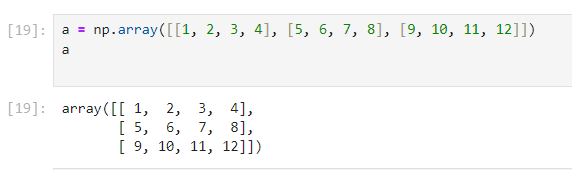 [19]: a = np.array([[1, 2, 3, 4], [5, 6, 7, 8], [9, 10, 11, 12]])
a
[19]: array([[ 1,  2,  3,  4],
       [ 5,  6,  7,  8],
       [ 9, 10, 11, 12]])